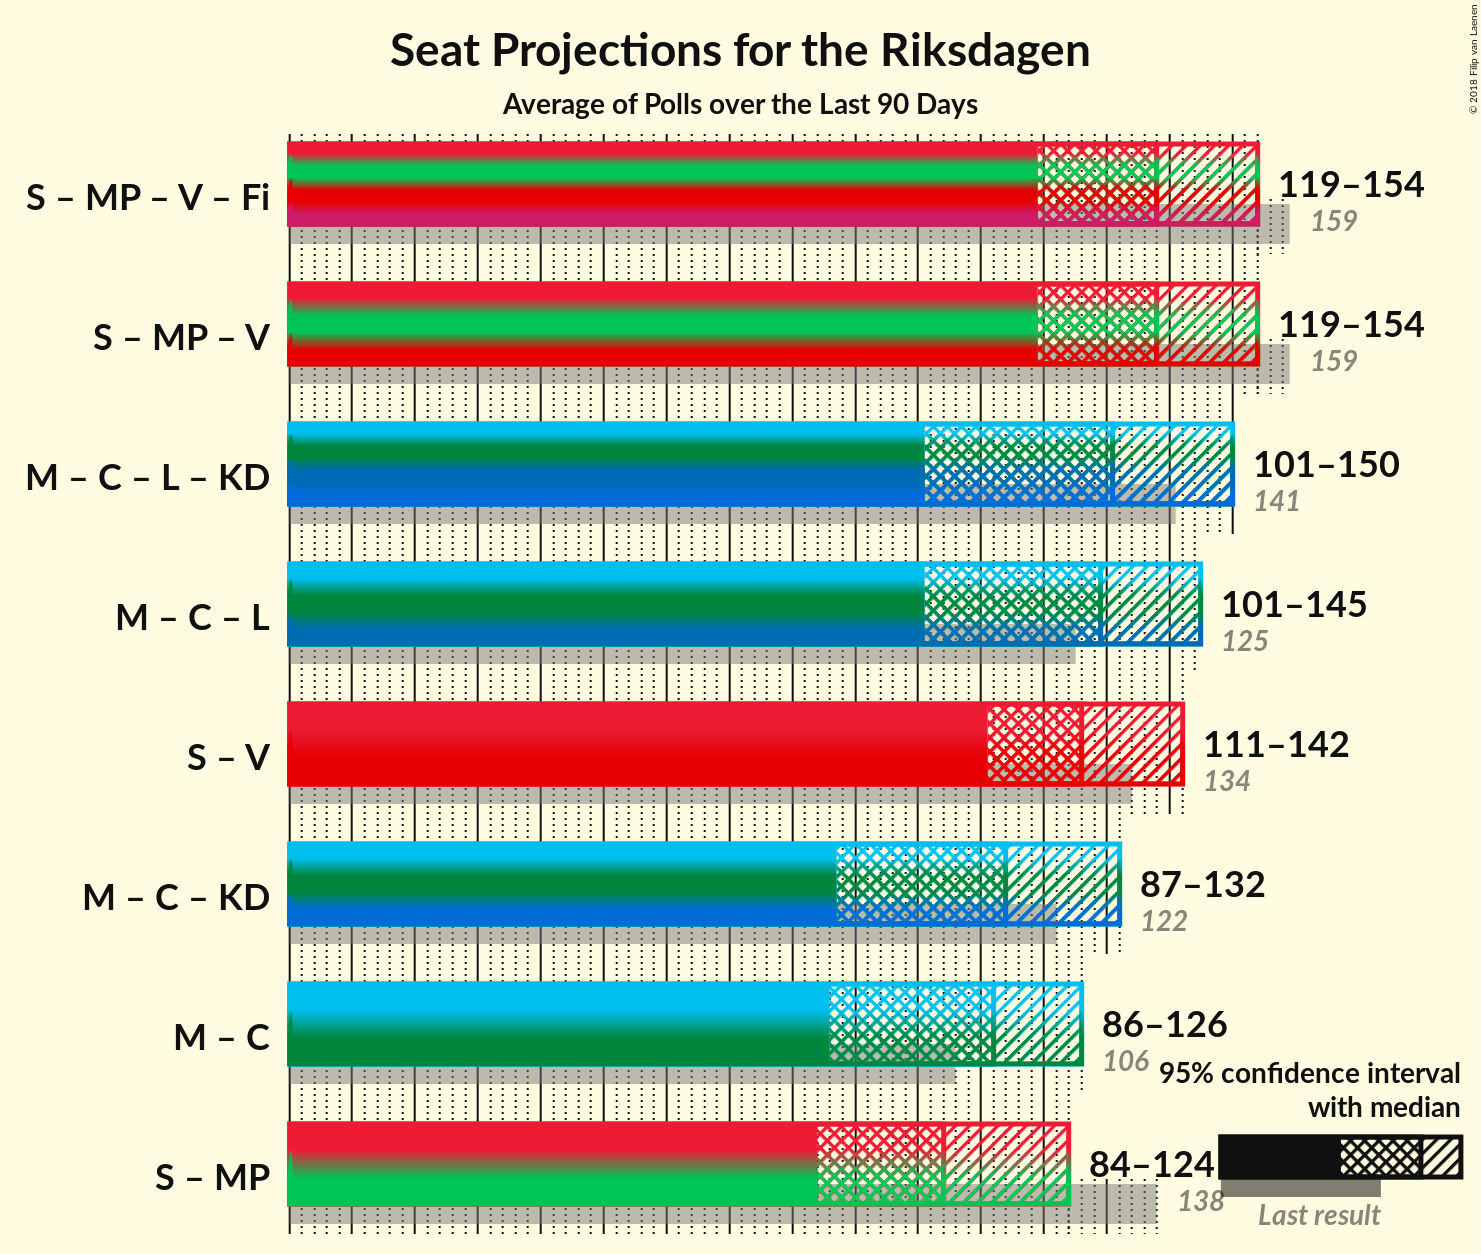 Seat Projections for the Riksdagen
Average of Polls over the Last 90 Days
© 2018 Filip van Laenen
S – MP – V – Fi
119–154
159
S – MP – V
119–154
159
M – C – L – KD
101–150
141
M – C – L
101–145
125
S – V
111–142
134
M – C – KD
87–132
122
M – C
86–126
106
S – MP
84–124
138
95% confidence interval
with median
Last result